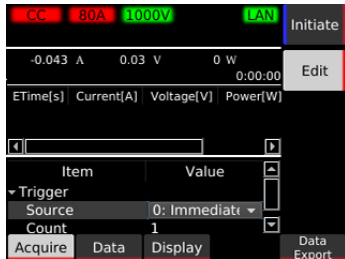 CC 80A 1000V LAN
Initiate
-0.043 A 0.03 V 0 W
0:00:00
Edit
ETime[s] Current[A] Voltage[V] Power[W]
Item Value
Trigger
Source 0: Immediate
Count 1
Acquire Data Display
Data
Export